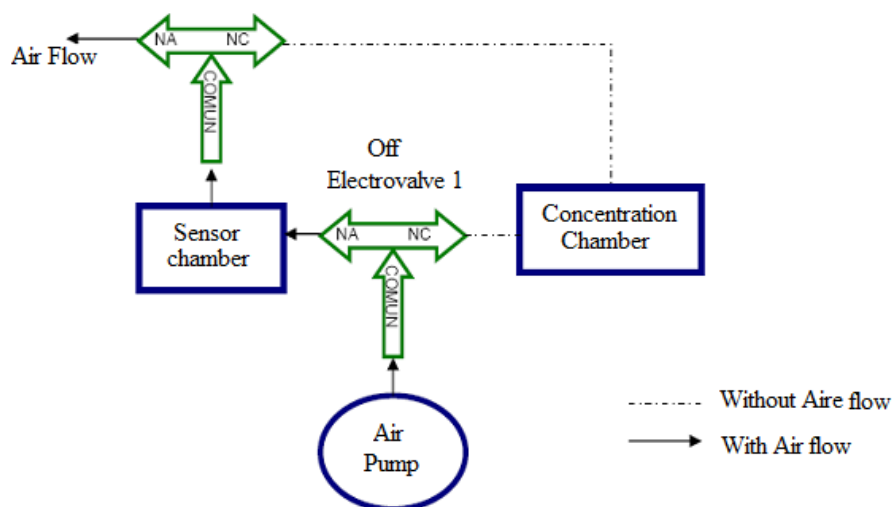 NA NC
Air Flow
COMUN
Off
Electrovalve 1
Sensor
chamber
NA NC
Concentration
Chamber
COMUN
Air
Pump
Without Aire flow
With Air flow